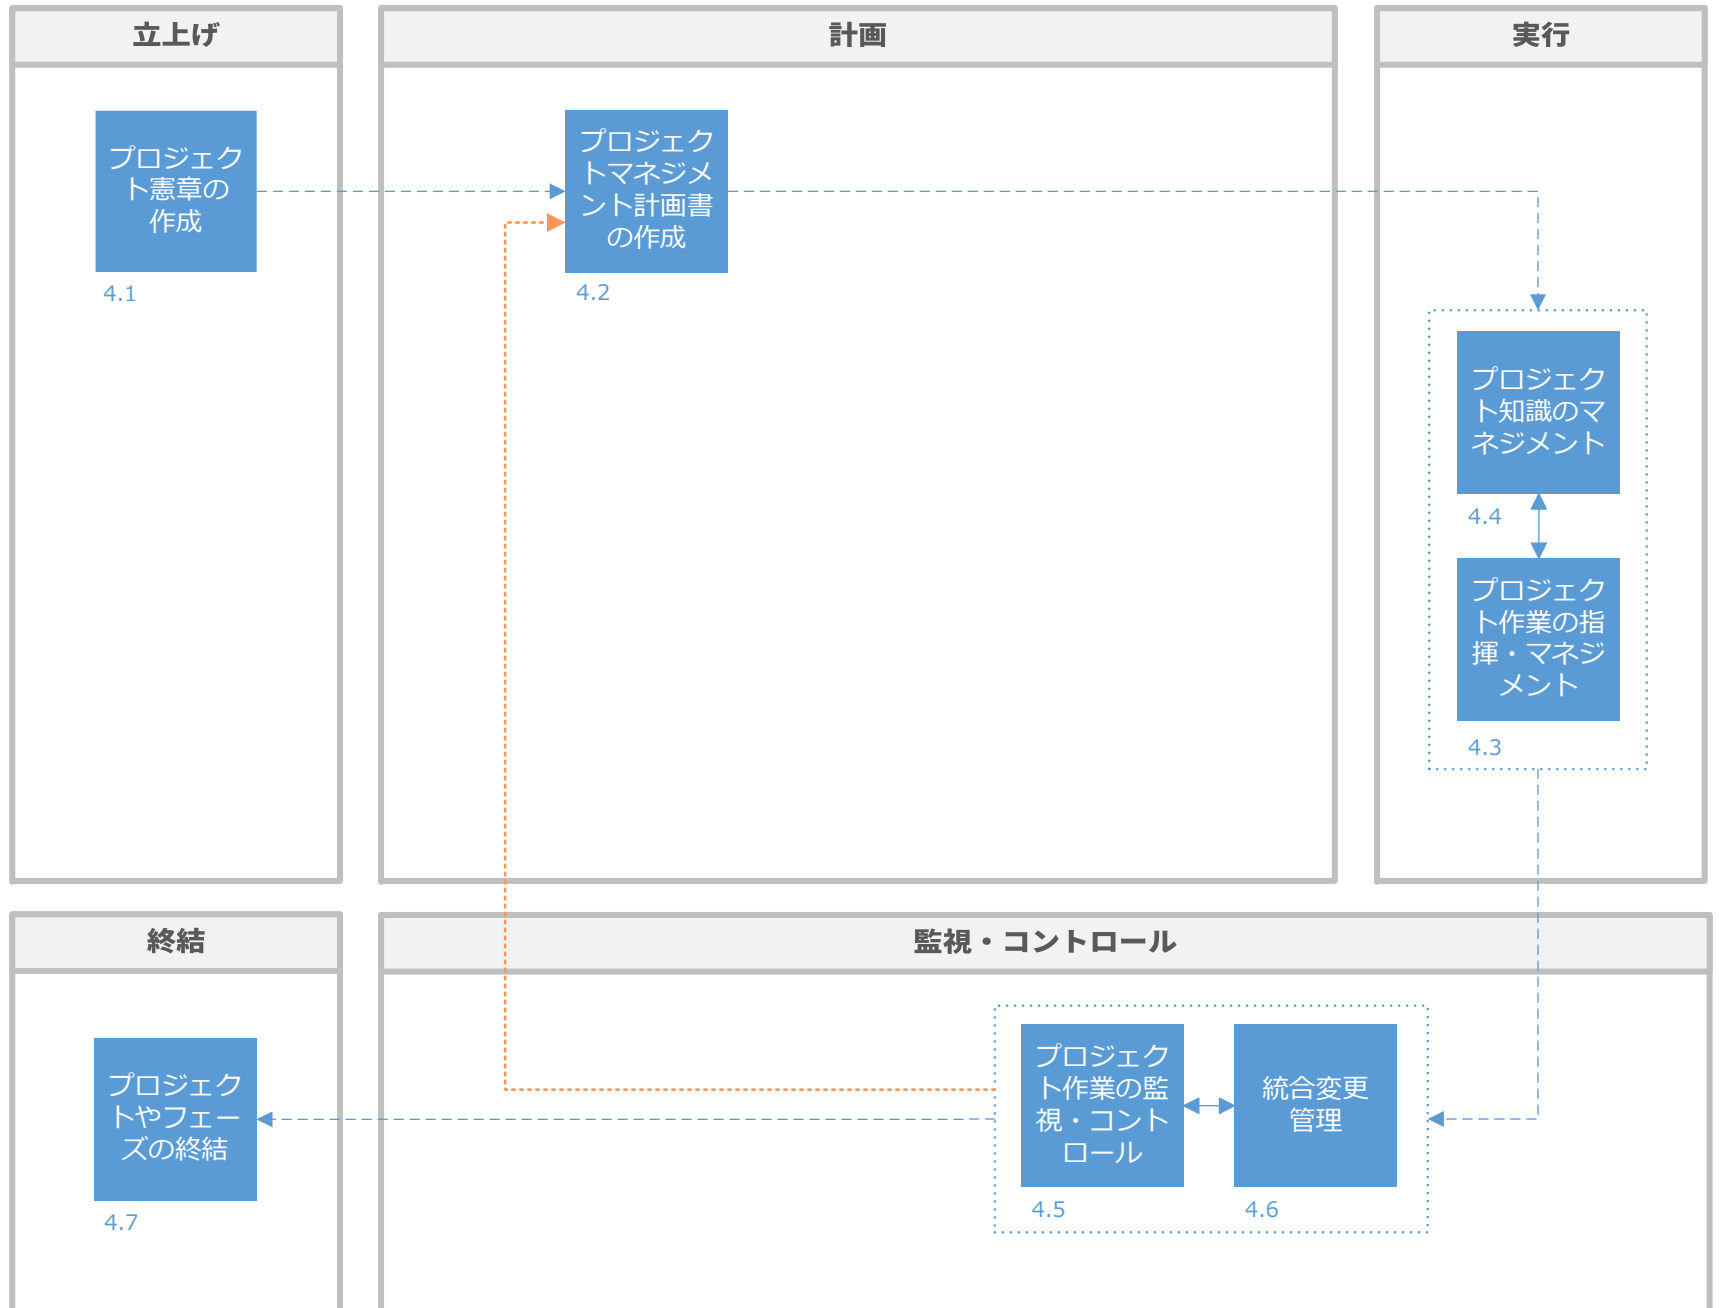 立上げ
プロジェク
ト憲章の
作成
4.1
計画
プロジェク
トマネジメ
ント計画書
の作成
4.2
実行
プロジェク
ト知識のマ
ネジメント
4.4
プロジェク
ト作業の指
揮・マネジ
メント
4.3
終結
プロジェク
トやフェー
ズの終結
4.7
監視・コントロール
プロジェク
ト作業の監
視・コント
ロール
4.5
統合変更
管理
4.6